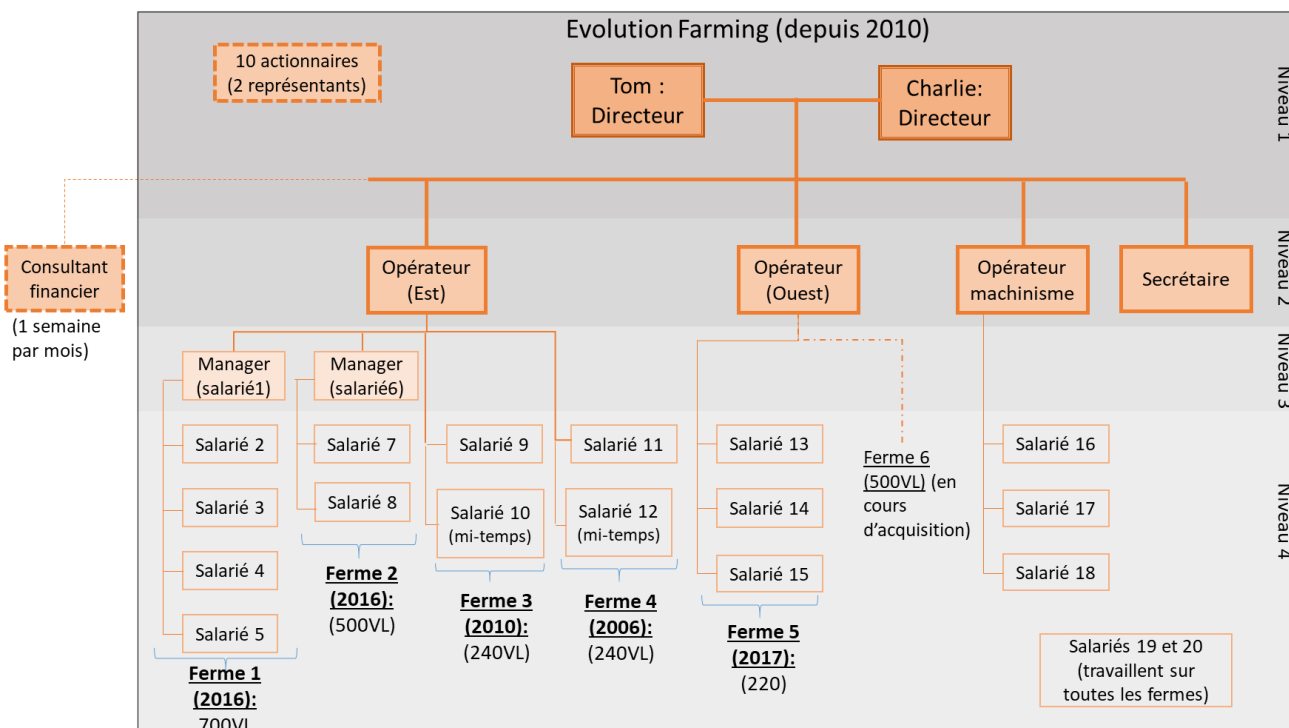 Evolution Farming (depuis 2010)
10 actionnaires
(2 représentants)
Tom :
Directeur
Charlie:
Directeur
Niveau 1
Consultant
financier
(1 semaine
par mois)
Opérateur
(Est)
Opérateur
(Ouest)
Opérateur
machinisme
Secrétaire
Niveau 2
Manager
(salarié1)
Manager
(salarié6)
Niveau 3
Salarié 2
Salarié 3
Salarié 4
Salarié 5
Ferme 1
(2016):
700VL
Salarié 7
Salarié 8
Ferme 2
(2016):
(500VL)
Salarié 9
Salarié 10
(mi-temps)
Ferme 3
(2010):
(240VL)
Salarié 11
Salarié 12
(mi-temps)
Ferme 4
(2006):
(240VL)
Salarié 13
Salarié 14
Salarié 15
Ferme 5
(2017):
(220)
Ferme 6
(500VL) (en
cours
d’acquisition)
Salarié 16
Salarié 17
Salarié 18
Salariés 19 et 20
(travaillent sur
toutes les fermes)
Niveau 4